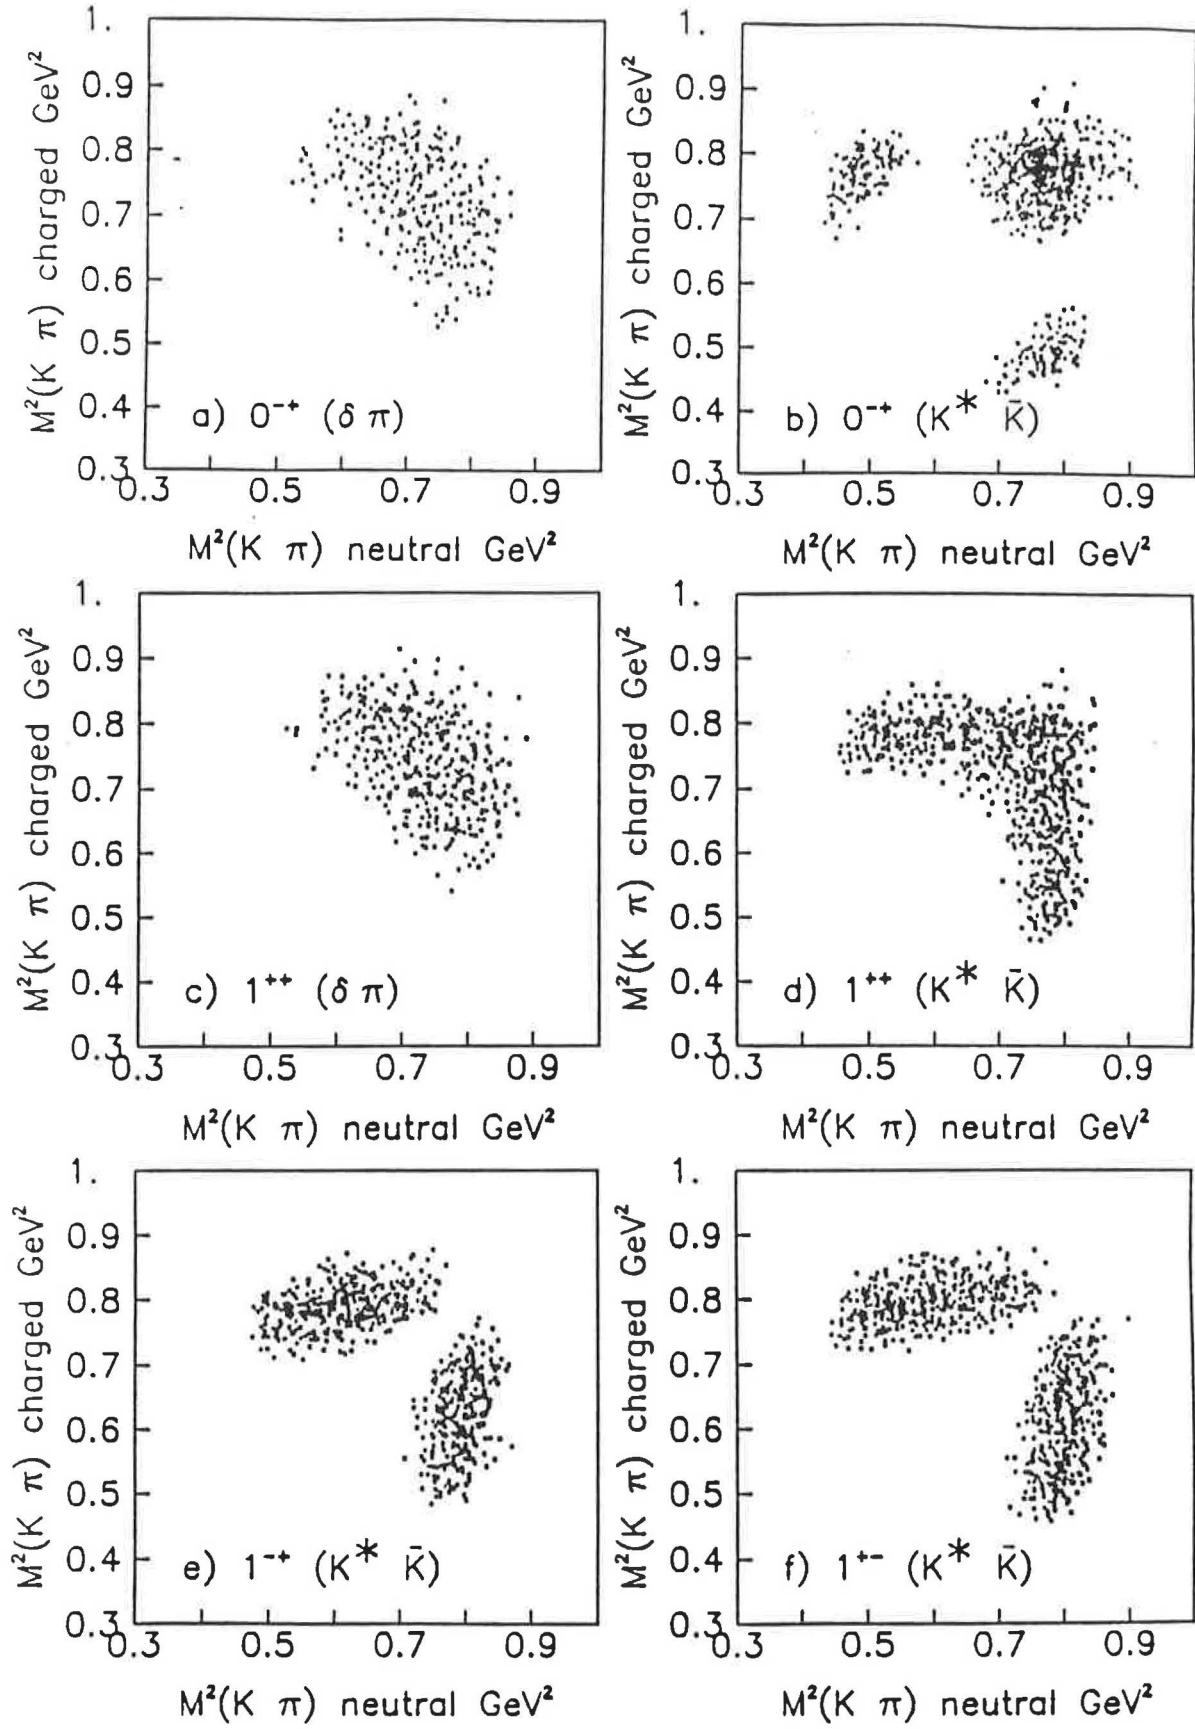 1.
0.9
0.8
0.7
0.6
0.5
0.4
0.3
M²(K π) charged GeV²
a) 0⁻⁺ (δ π)
0.3 0.5 0.7 0.9
M²(K π) neutral GeV²
1.
0.9
0.8
0.7
0.6
0.5
0.4
0.3
M²(K π) charged GeV²
b) 0⁻⁺ (K* K̄)
0.3 0.5 0.7 0.9
M²(K π) neutral GeV²
1.
0.9
0.8
0.7
0.6
0.5
0.4
0.3
M²(K π) charged GeV²
c) 1⁺⁺ (δ π)
0.3 0.5 0.7 0.9
M²(K π) neutral GeV²
1.
0.9
0.8
0.7
0.6
0.5
0.4
0.3
M²(K π) charged GeV²
d) 1⁺⁺ (K* K̄)
0.3 0.5 0.7 0.9
M²(K π) neutral GeV²
1.
0.9
0.8
0.7
0.6
0.5
0.4
0.3
M²(K π) charged GeV²
e) 1⁻⁺ (K* K̄)
0.3 0.5 0.7 0.9
M²(K π) neutral GeV²
1.
0.9
0.8
0.7
0.6
0.5
0.4
0.3
M²(K π) charged GeV²
f) 1⁺⁻ (K* K̄)
0.3 0.5 0.7 0.9
M²(K π) neutral GeV²